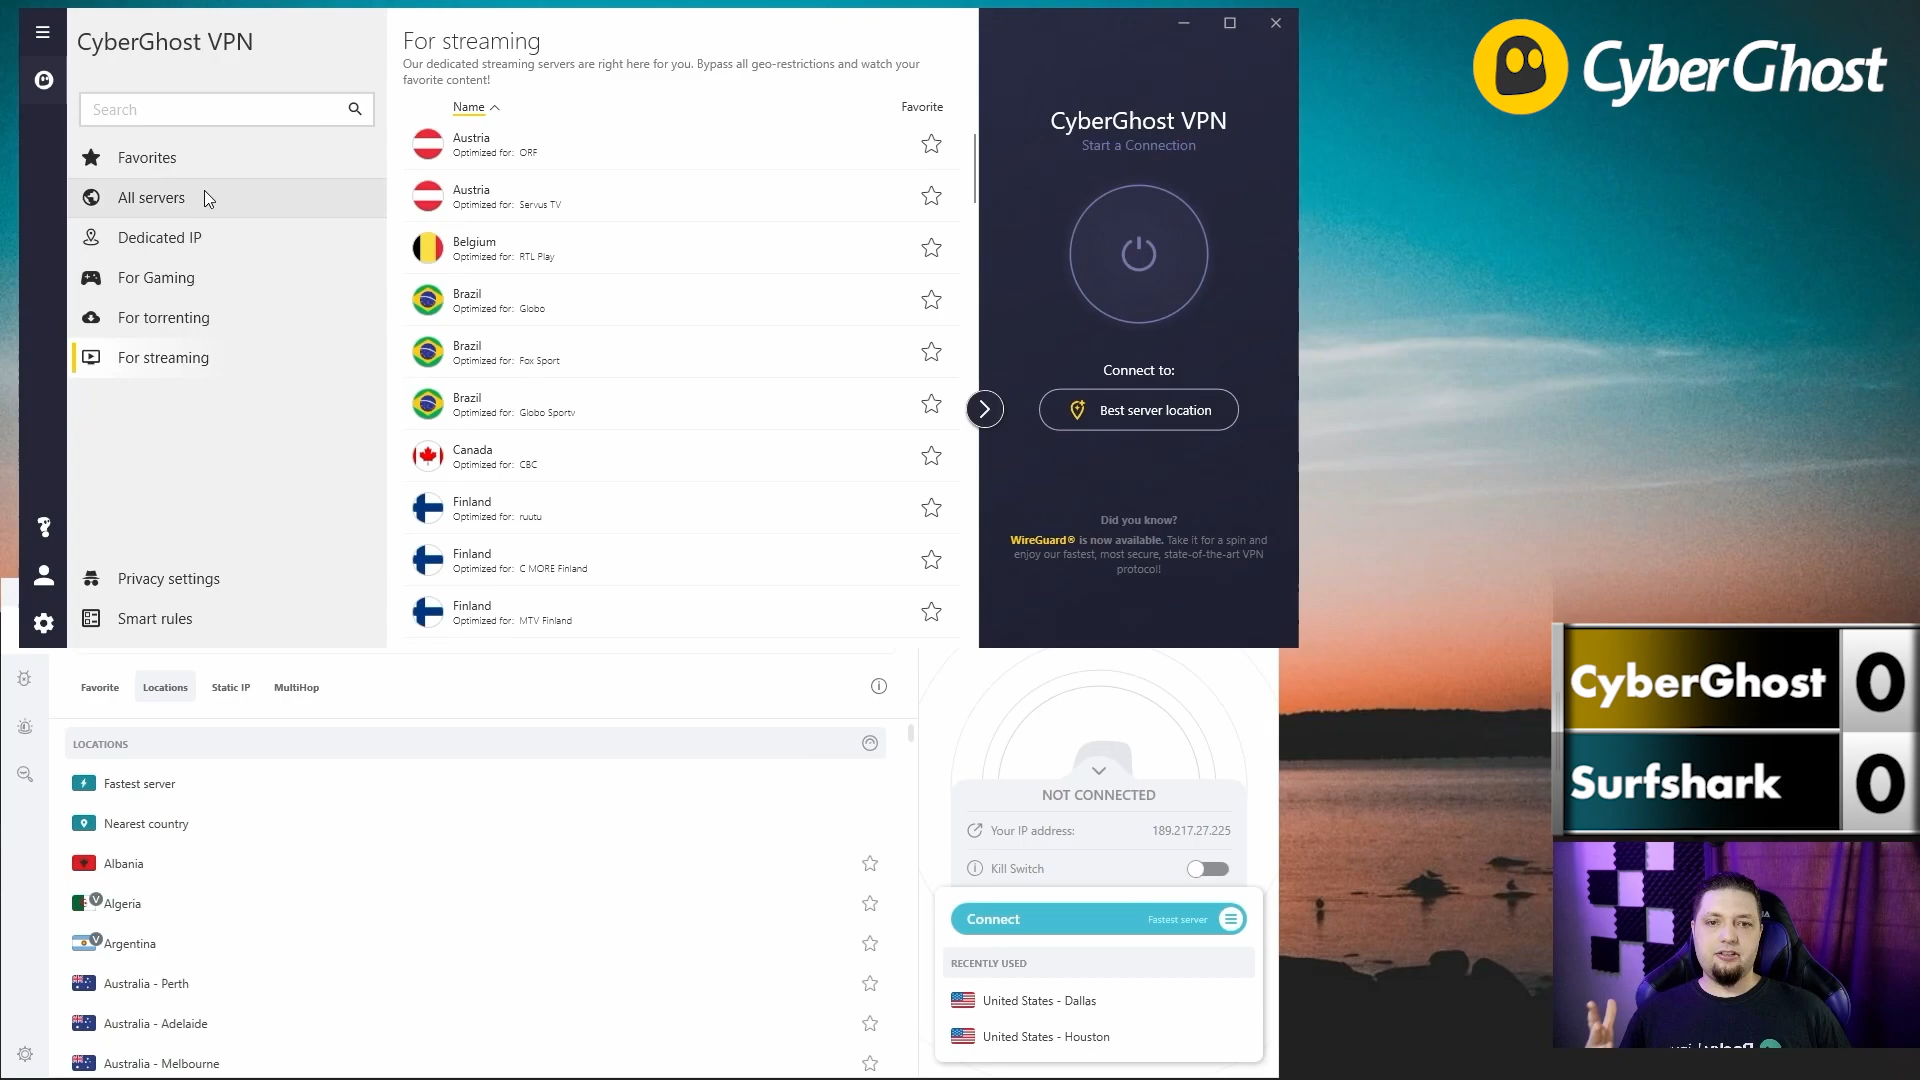 CyberGhost VPN
Search
Favorites
All servers
Dedicated IP
For Gaming
For torrenting
For streaming
Privacy settings
Smart rules
For streaming
Our dedicated streaming servers are right here for you. Bypass all geo-restrictions and watch your
favorite content!
Name
Favorite
Austria
Optimized for: ORF
Austria
Optimized for: Servus TV
Belgium
Optimized for: RTL Play
Brazil
Optimized for: Globo
Brazil
Optimized for: Fox Sport
Brazil
Optimized for: Globo Sportv
Canada
Optimized for: CBC
Finland
Optimized for: ruutu
Finland
Optimized for: C MORE Finland
Finland
Optimized for: MTV Finland
CyberGhost VPN
Start a Connection
Connect to:
Best server location
Did you know?
WireGuard® is now available. Take it for a spin and
enjoy our fastest, most secure, state-of-the-art VPN
protocol!
CyberGhost
Favorite
Locations
Static IP
MultiHop
LOCATIONS
Fastest server
Nearest country
Albania
V
Algeria
V
Argentina
Australia - Perth
Australia - Adelaide
Australia - Melbourne
NOT CONNECTED
Your IP address: 189.217.27.225
Kill Switch
Connect
Fastest server
RECENTLY USED
United States - Dallas
United States - Houston
CyberGhost 0
Surfshark 0